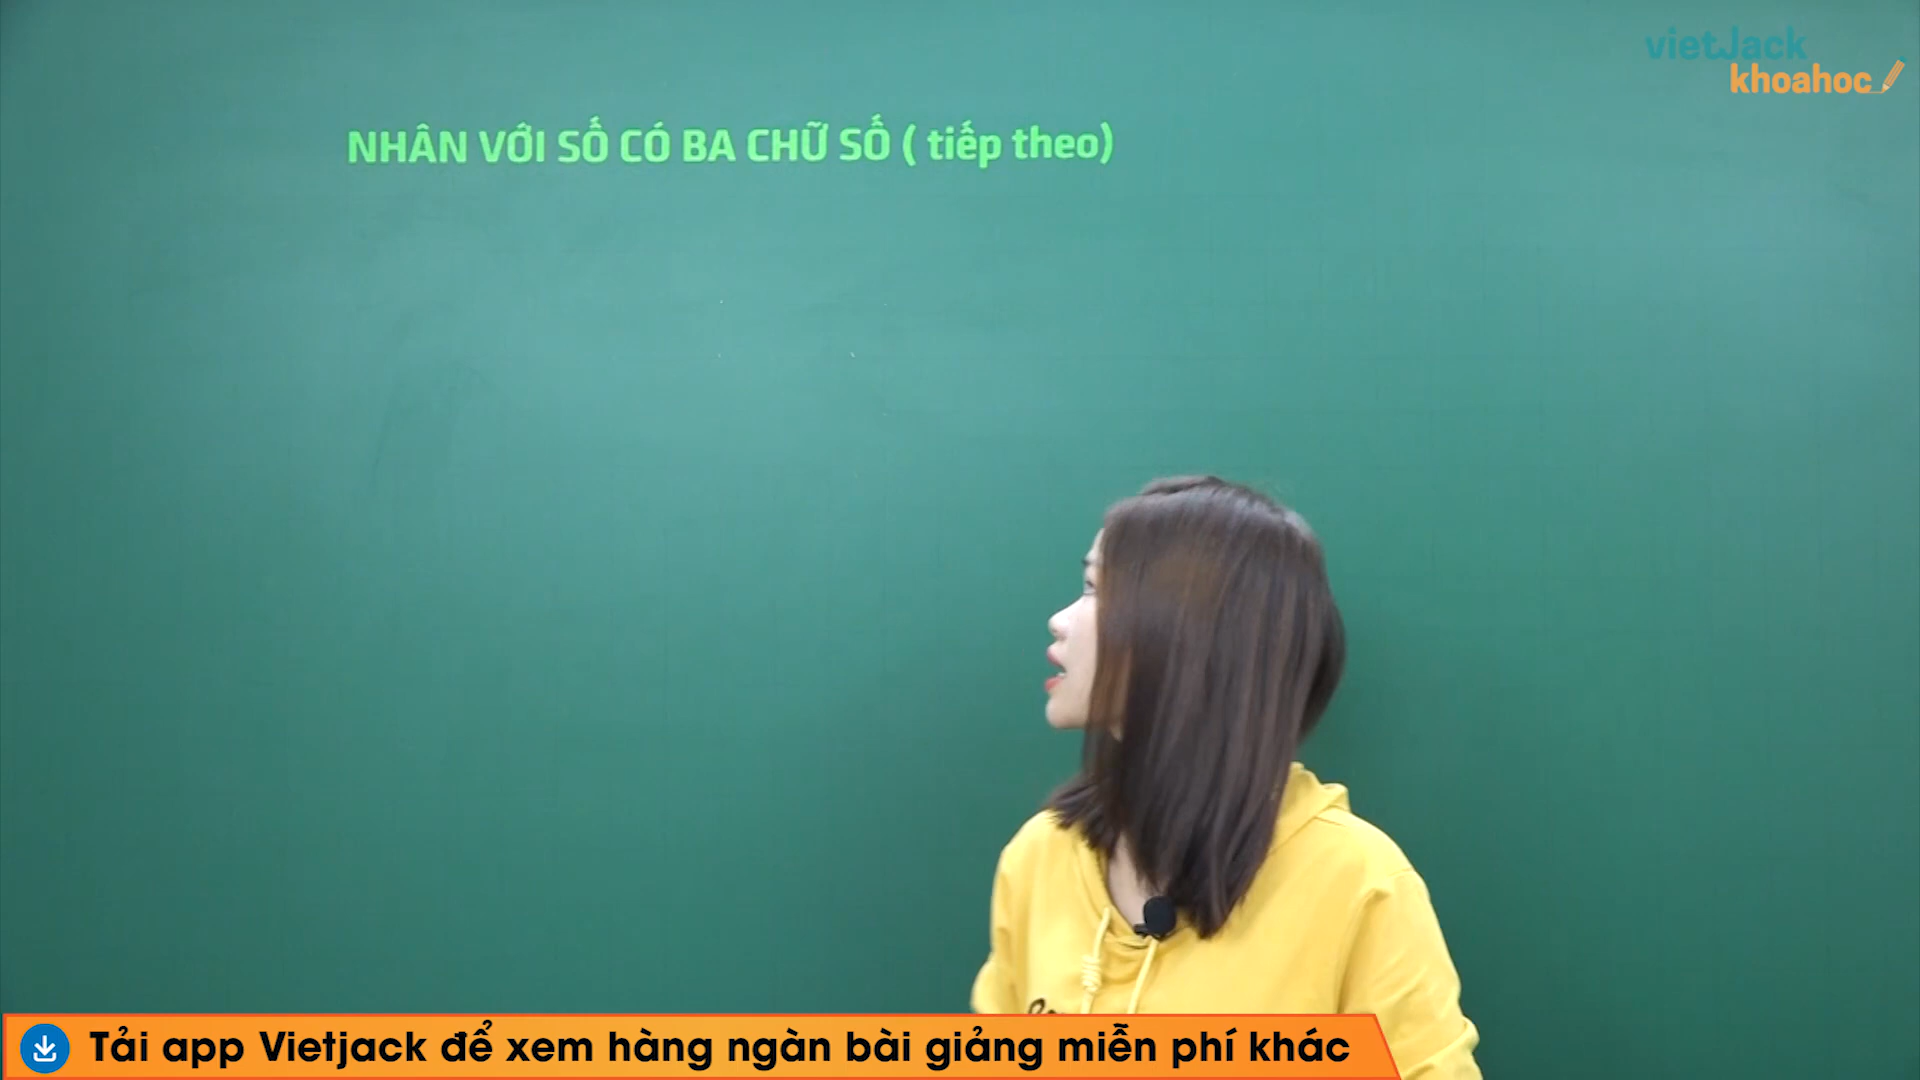 vietJack
khoahoc
NHÂN VỚI SỐ CÓ BA CHỮ SỐ ( tiếp theo)
Tải app Vietjack để xem hàng ngàn bài giảng miễn phí khác